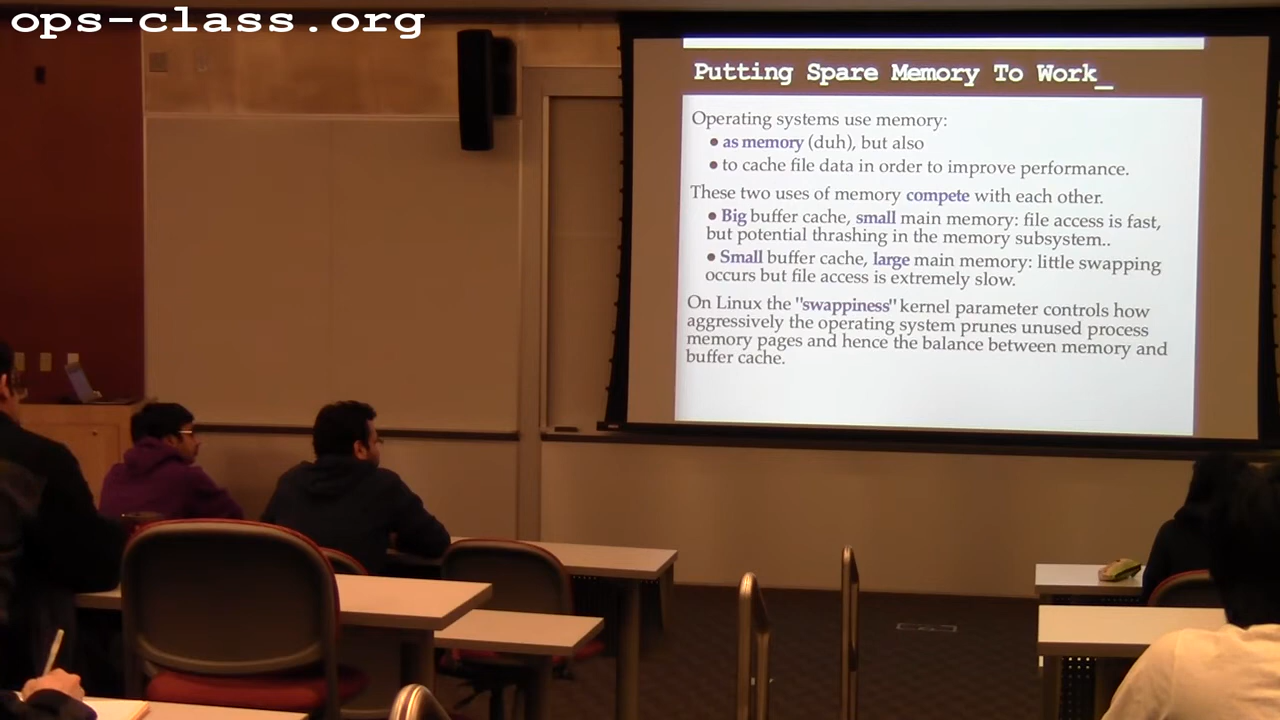 ops-class.org
Putting Spare Memory To Work_
Operating systems use memory:
● as memory (duh), but also
● to cache file data in order to improve performance.
These two uses of memory compete with each other.
● Big buffer cache, small main memory: file access is fast,
but potential thrashing in the memory subsystem..
● Small buffer cache, large main memory: little swapping
occurs but file access is extremely slow.
On Linux the "swappiness" kernel parameter controls how
aggressively the operating system prunes unused process
memory pages and hence the balance between memory and
buffer cache.